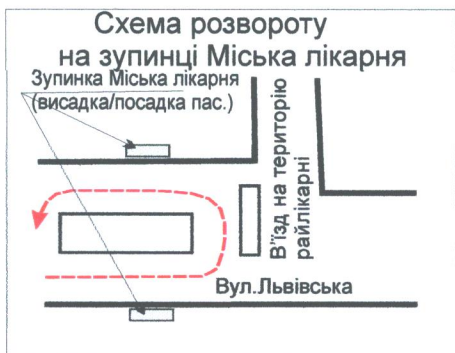 Схема розвороту
на зупинці Міська лікарня
Зупинка Міська лікарня
(висадка/посадка пас.)
В"їзд на територію
райлікарні
Вул.Львівська